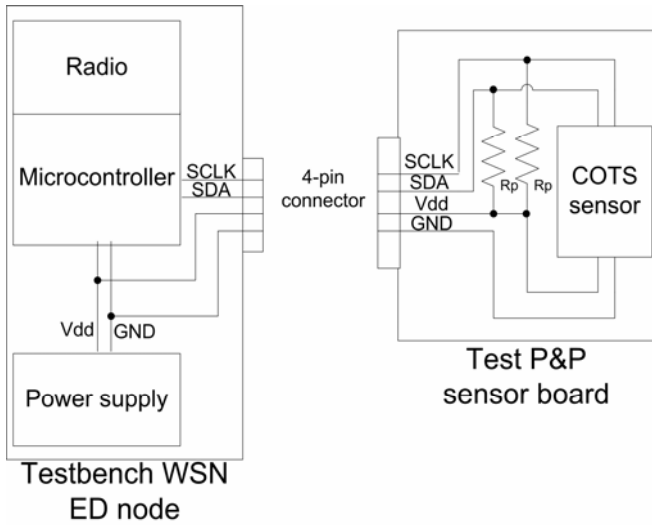 Radio
Microcontroller
SCLK
SDA
Vdd
GND
Power supply
Testbench WSN
ED node
4-pin
connector
SCLK
SDA
Vdd
GND
Rp
Rp
COTS
sensor
Test P&P
sensor board